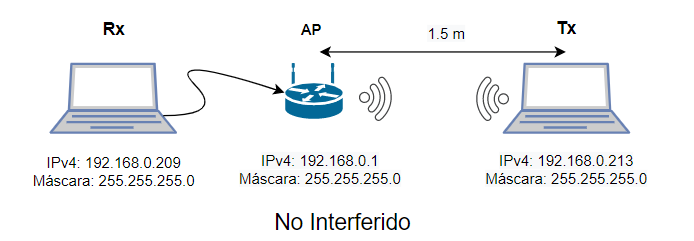 Rx
AP
Tx
1.5 m
IPv4: 192.168.0.209
Máscara: 255.255.255.0
IPv4: 192.168.0.1
Máscara: 255.255.255.0
IPv4: 192.168.0.213
Máscara: 255.255.255.0
No Interferido